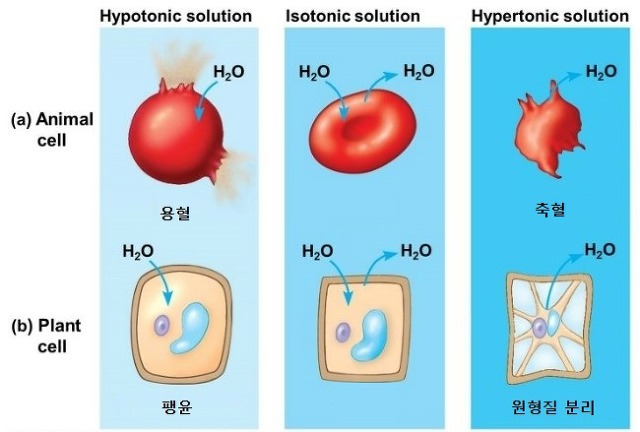 Hypotonic solution
Isotonic solution
Hypertonic solution
(a) Animal
cell
H₂O
H₂O
H₂O
H₂O
용혈
축혈
(b) Plant
cell
H₂O
H₂O
H₂O
H₂O
팽윤
원형질 분리